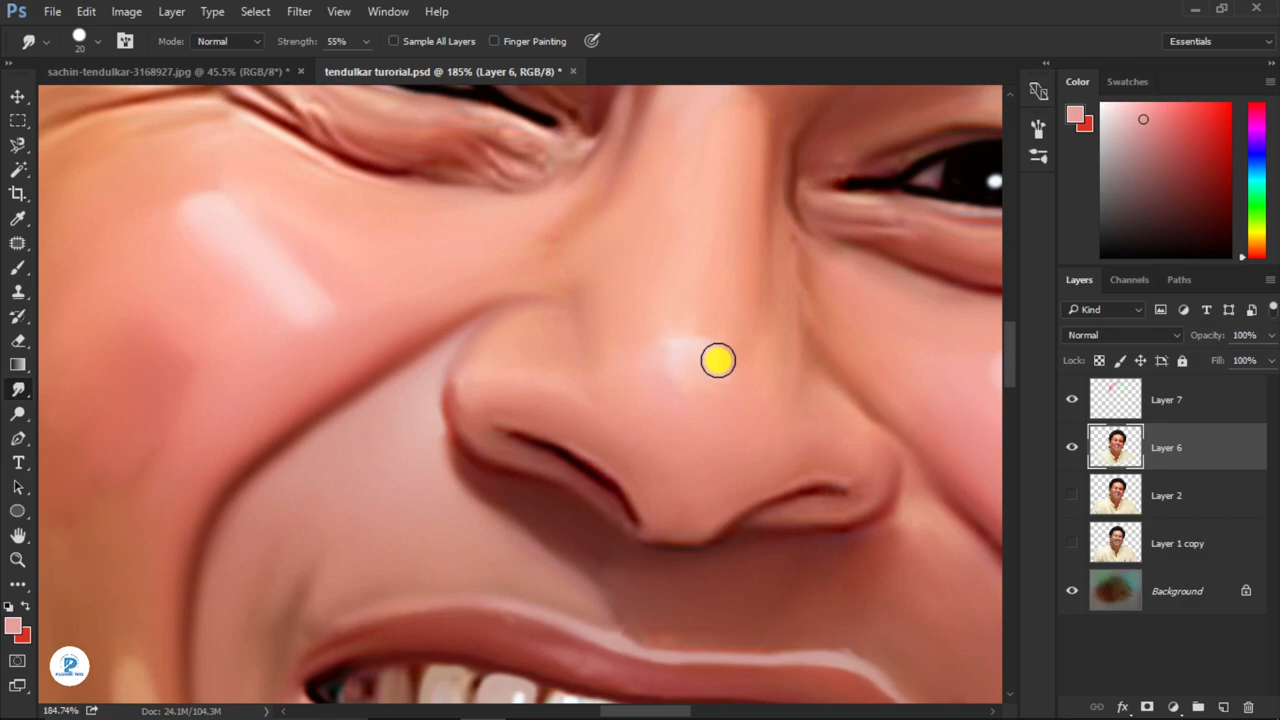 Ps File Edit Image Layer Type Select Filter View Window Help
20 Mode: Normal Strength: 55% Sample All Layers Finger Painting Essentials
sachin-tendulkar-3168927.jpg @ 45.5% (RGB/8*) * × tendulkar turorial.psd @ 185% (Layer 6, RGB/8) * ×
Color Swatches
Layers Channels Paths
Kind
Normal Opacity: 100%
Lock: Fill: 100%
Layer 7
Layer 6
Layer 2
Layer 1 copy
Background
184.74% Doc: 24.1M/104.3M